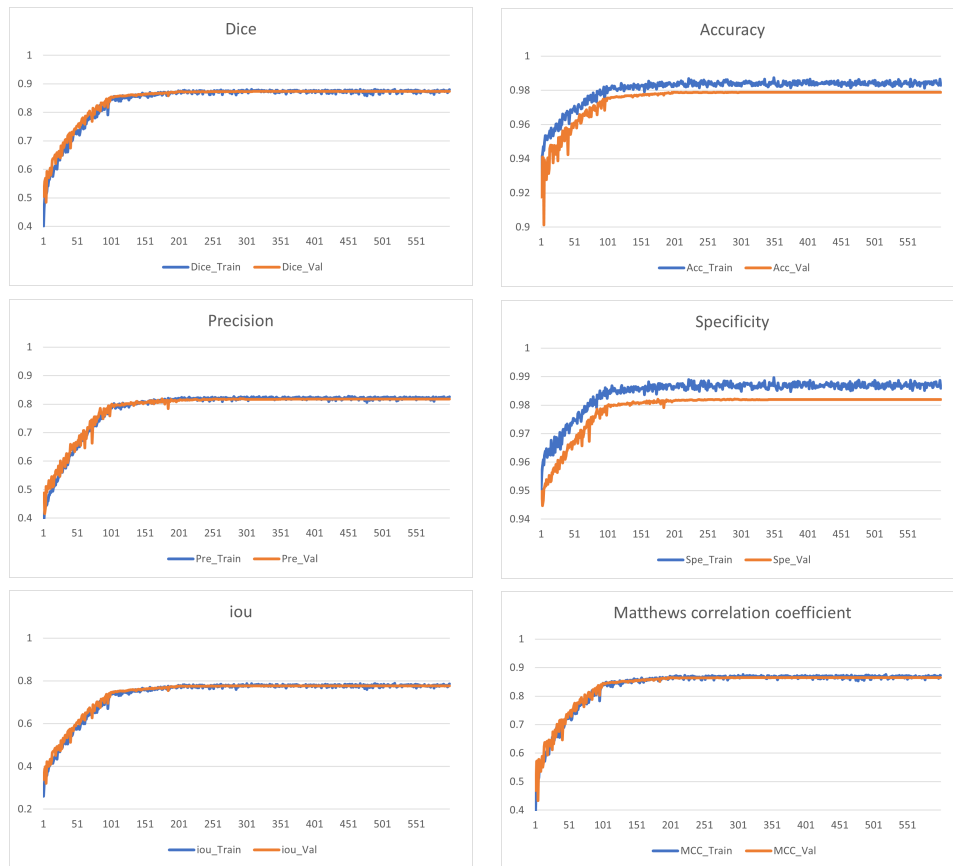 Dice
1
0.9
0.8
0.7
0.6
0.5
0.4
1 51 101 151 201 251 301 351 401 451 501 551
Dice_Train Dice_Val
Accuracy
1
0.98
0.96
0.94
0.92
0.9
1 51 101 151 201 251 301 351 401 451 501 551
Acc_Train Acc_Val
Precision
1
0.9
0.8
0.7
0.6
0.5
0.4
1 51 101 151 201 251 301 351 401 451 501 551
Pre_Train Pre_Val
Specificity
1
0.99
0.98
0.97
0.96
0.95
0.94
1 51 101 151 201 251 301 351 401 451 501 551
Spe_Train Spe_Val
iou
1
0.8
0.6
0.4
0.2
1 51 101 151 201 251 301 351 401 451 501 551
iou_Train iou_Val
Matthews correlation coefficient
1
0.9
0.8
0.7
0.6
0.5
0.4
1 51 101 151 201 251 301 351 401 451 501 551
MCC_Train MCC_Val